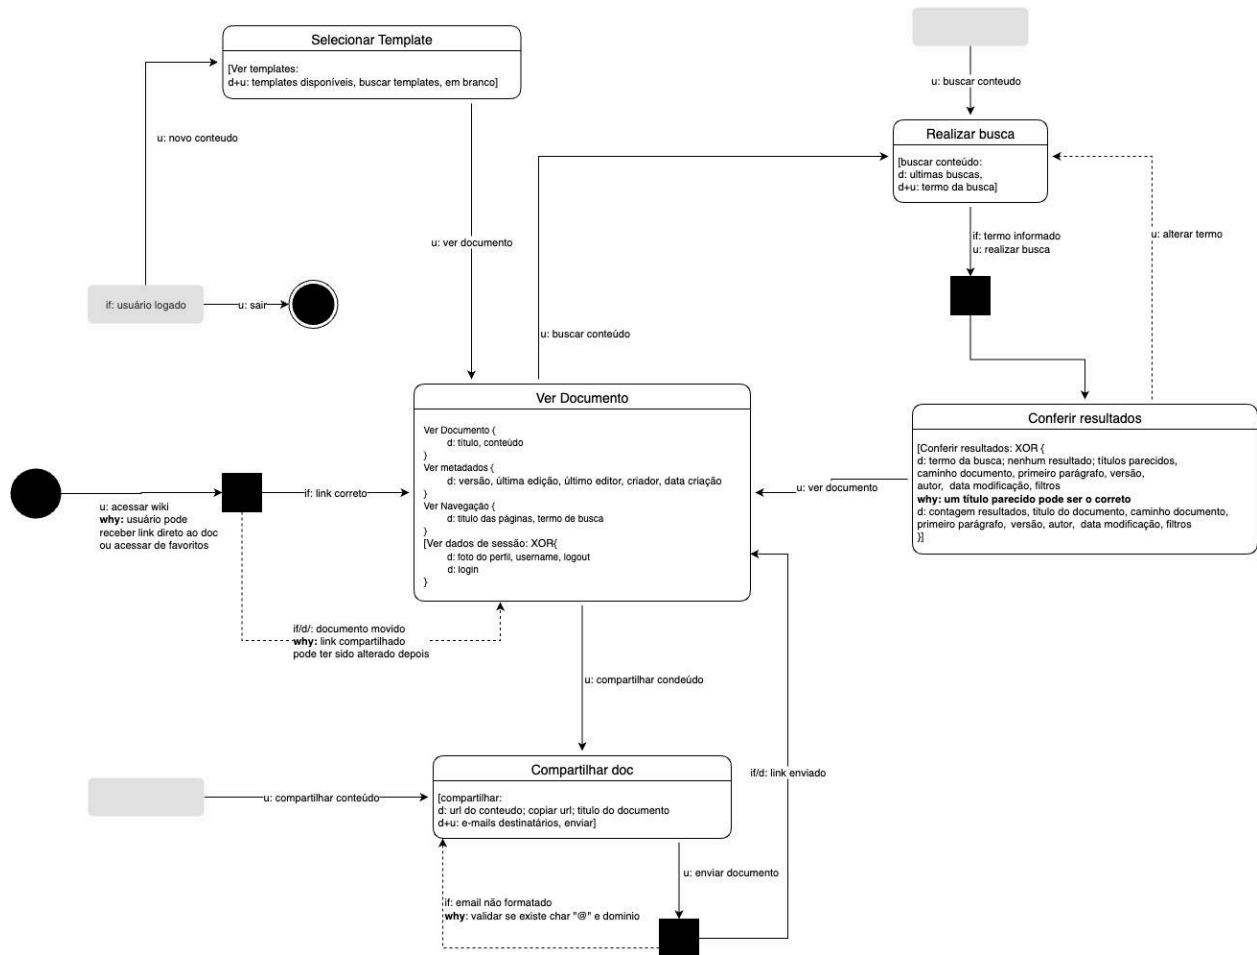 Selecionar Template
[Ver templates:
d+u: templates disponíveis, buscar templates, em branco]
u: novo conteudo
u: ver documento
if: usuário logado
u: sair
u: buscar conteudo
Realizar busca
[buscar conteúdo:
d: ultimas buscas,
d+u: termo da busca]
if: termo informado
u: realizar busca
u: alterar termo
u: buscar conteúdo
Conferir resultados
[Conferir resultados: XOR {
d: termo da busca; nenhum resultado; títulos parecidos,
caminho documento, primeiro parágrafo, versão,
autor, data modificação, filtros
why: um título parecido pode ser o correto
d: contagem resultados, titulo do documento, caminho documento,
primeiro parágrafo, versão, autor, data modificação, filtros
}]
u: ver documento
Ver Documento
Ver Documento {
d: título, conteúdo
}
Ver metadados {
d: versão, última edição, último editor, criador, data criação
}
Ver Navegação {
d: titulo das páginas, termo de busca
}
[Ver dados de sessão: XOR{
d: foto do perfil, username, logout
d: login
}
u: acessar wiki
why: usuário pode
receber link direto ao doc
ou acessar de favoritos
if: link correto
if/d/: documento movido
why: link compartilhado
pode ter sido alterado depois
u: compartilhar condeúdo
if/d: link enviado
u: compartilhar conteúdo
Compartilhar doc
[compartilhar:
d: url do conteudo; copiar url; titulo do documento
d+u: e-mails destinatários, enviar]
u: enviar documento
if: email não formatado
why: validar se existe char "@" e dominio